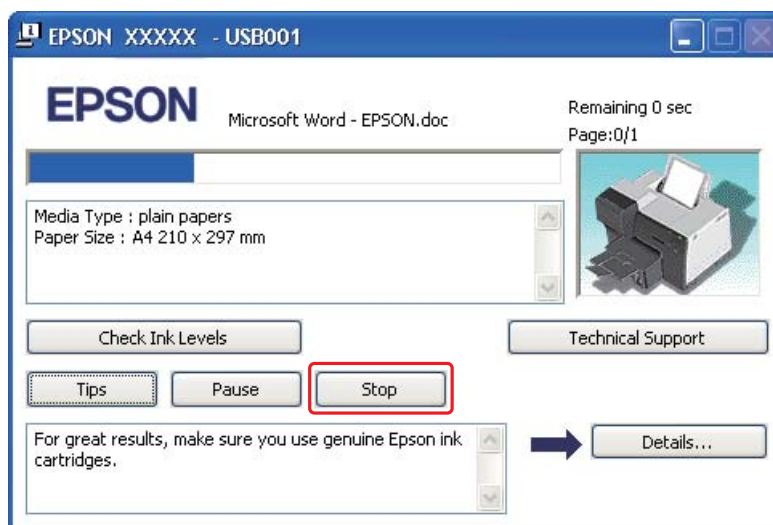 EPSON XXXXX - USB001
EPSON
Microsoft Word - EPSON.doc
Remaining 0 sec
Page:0/1
Media Type : plain papers
Paper Size : A4 210 x 297 mm
Check Ink Levels
Technical Support
Tips
Pause
Stop
For great results, make sure you use genuine Epson ink
cartridges.
Details...